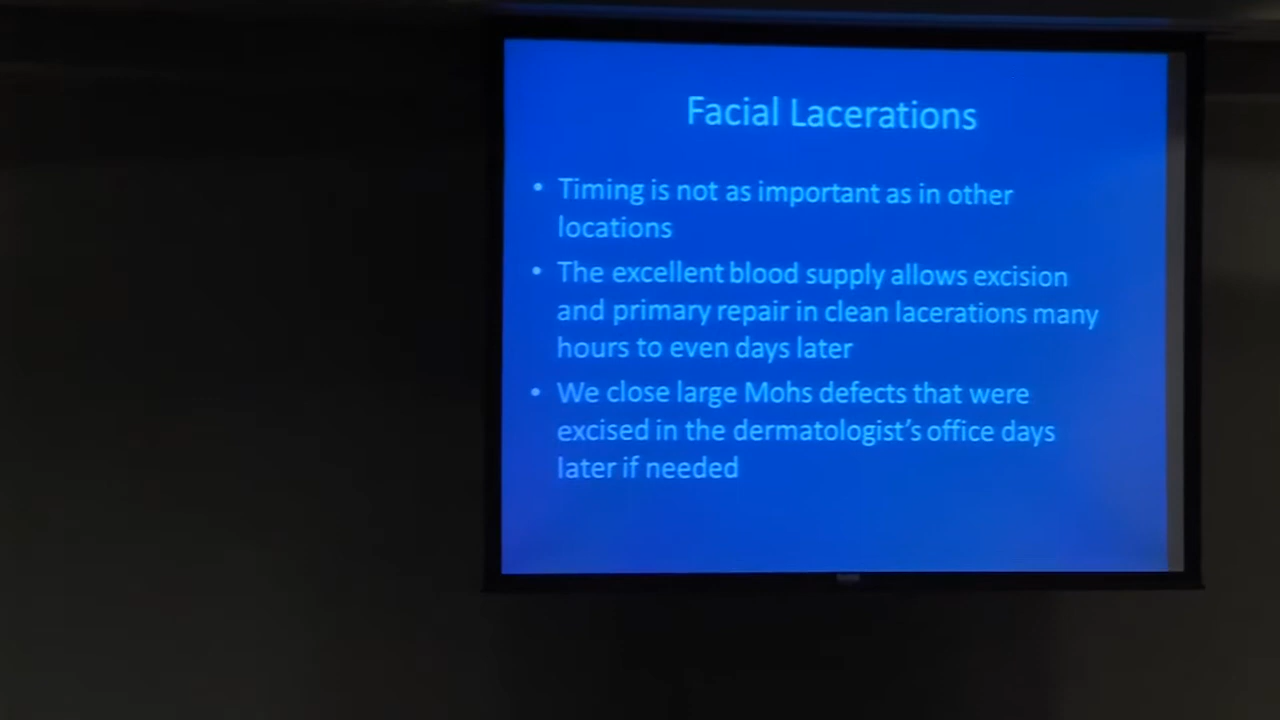 Facial Lacerations
• Timing is not as important as in other
locations
• The excellent blood supply allows excision
and primary repair in clean lacerations many
hours to even days later
• We close large Mohs defects that were
excised in the dermatologist's office days
later if needed